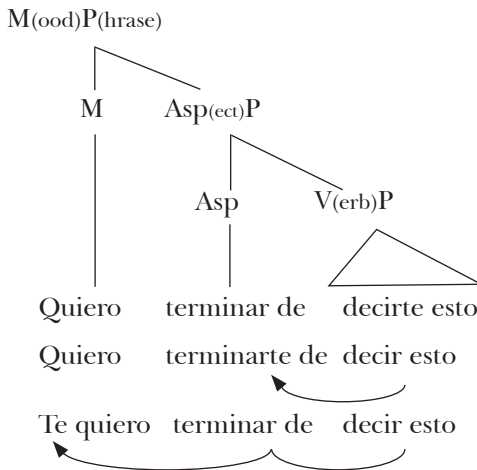 M(ood)P(hrase)
M Asp(ect)P
Asp V(erb)P
Quiero terminar de decirte esto
Quiero terminarte de decir esto
Te quiero terminar de decir esto